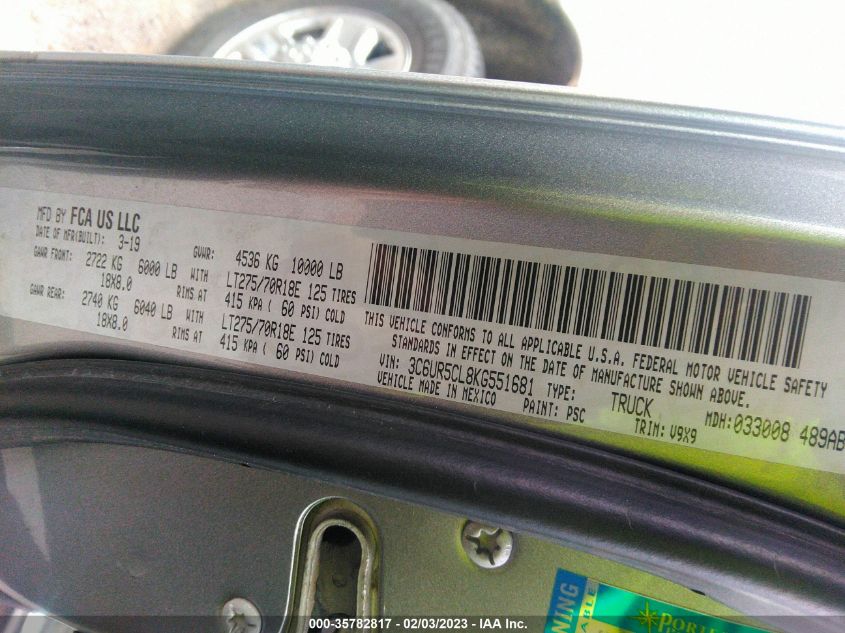 MFD BY FCA US LLC
DATE OF MFR(BUILT): 3-19 GVWR: 4536 KG 10000 LB
GAWR FRONT: 2722 KG 6000 LB WITH LT275/70R18E 125 TIRES
18X8.0 RIMS AT 415 KPA ( 60 PSI) COLD
GAWR REAR: 2740 KG 6040 LB WITH LT275/70R18E 125 TIRES
18X8.0 RIMS AT 415 KPA ( 60 PSI) COLD
THIS VEHICLE CONFORMS TO ALL APPLICABLE U.S.A. FEDERAL MOTOR VEHICLE SAFETY
STANDARDS IN EFFECT ON THE DATE OF MANUFACTURE SHOWN ABOVE.
VIN: 3C6UR5CL8KG551681 TYPE: TRUCK MDH:033008 489AB
VEHICLE MADE IN MEXICO PAINT: PSC TRIM: V9X9
000-35782817 - 02/03/2023 - IAA Inc.